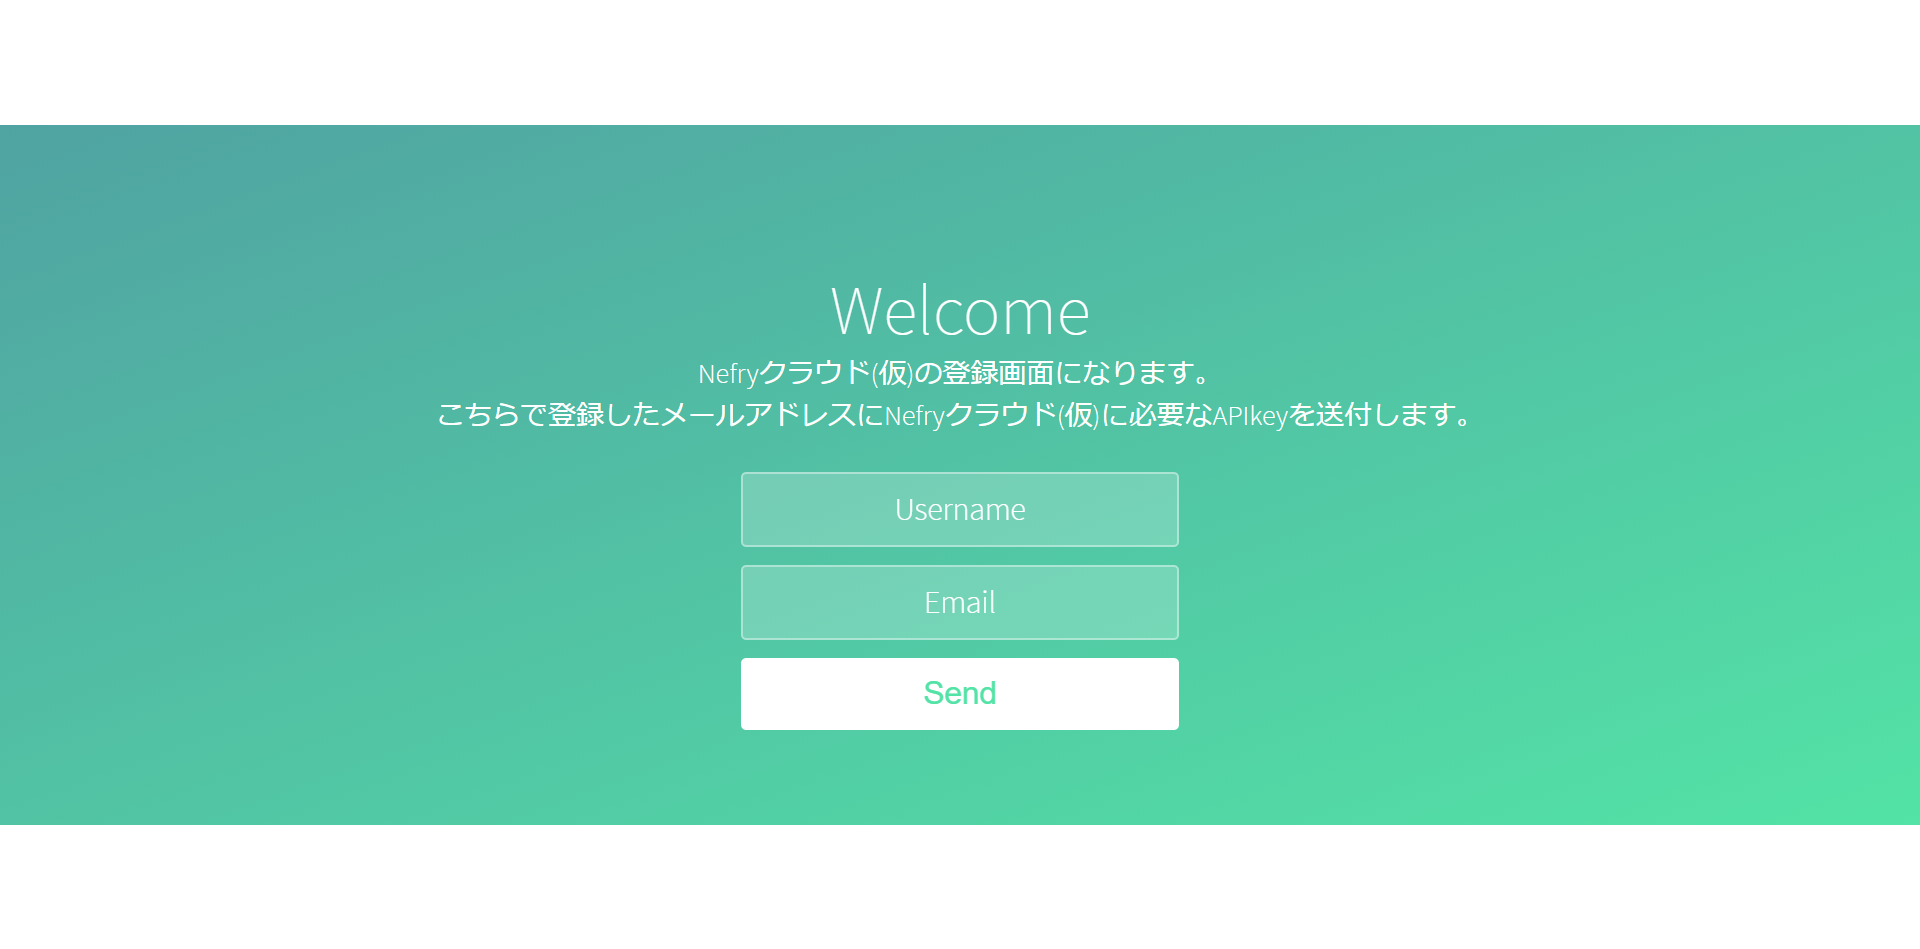 Welcome
Nefryクラウド(仮)の登録画面になります。
こちらで登録したメールアドレスにNefryクラウド(仮)に必要なAPIkeyを送付します。
Username
Email
Send